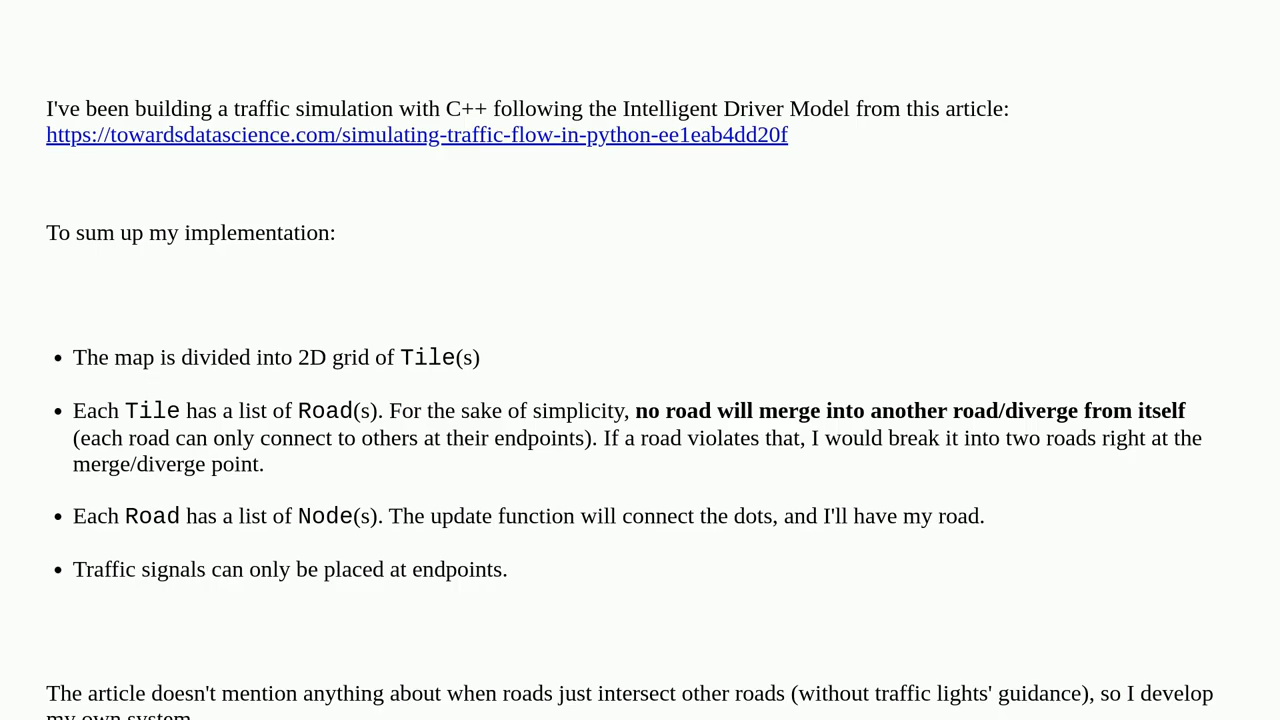 I've been building a traffic simulation with C++ following the Intelligent Driver Model from this article:
https://towardsdatascience.com/simulating-traffic-flow-in-python-ee1eab4dd20f
To sum up my implementation:
• The map is divided into 2D grid of Tile(s)
• Each Tile has a list of Road(s). For the sake of simplicity, no road will merge into another road/diverge from itself
(each road can only connect to others at their endpoints). If a road violates that, I would break it into two roads right at the
merge/diverge point.
• Each Road has a list of Node(s). The update function will connect the dots, and I'll have my road.
• Traffic signals can only be placed at endpoints.
The article doesn't mention anything about when roads just intersect other roads (without traffic lights' guidance), so I develop
my own system.